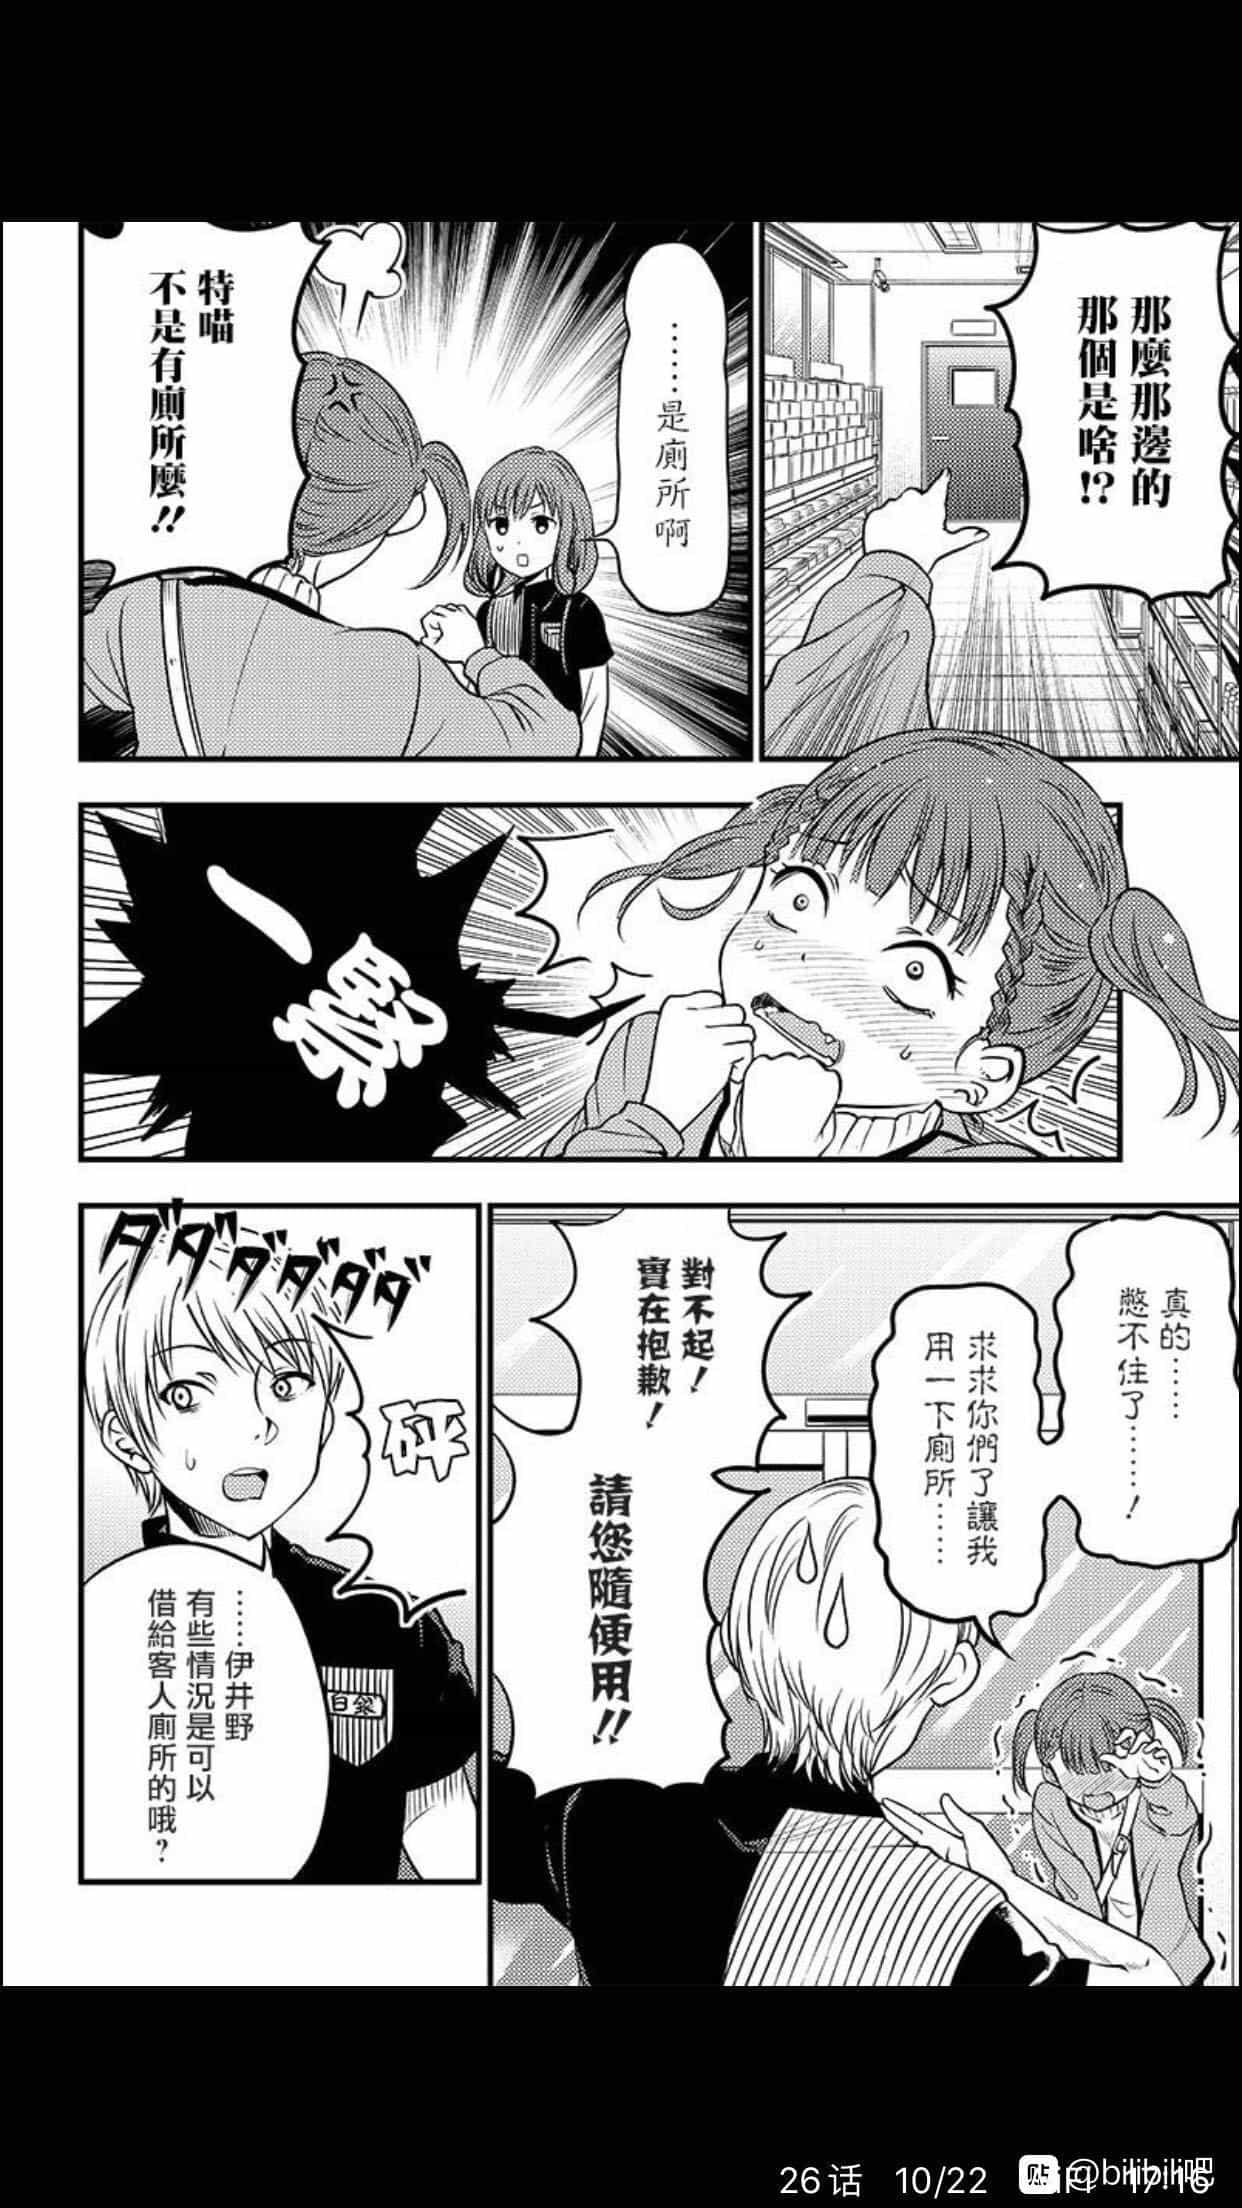 那麼那邊的
那個是啥!?
……是廁所啊
特喵
不是有廁所麼!!
一緊
真的……
憋不住了……!
求求你們了讓我
用一下廁所……
對不起!
實在抱歉!
請您隨便用!!
ダダダダダダ
砰
白銀
……伊井野
有些情況是可以
借給客人廁所的哦?
26话 10/22
贴 @bilibili吧
17:16